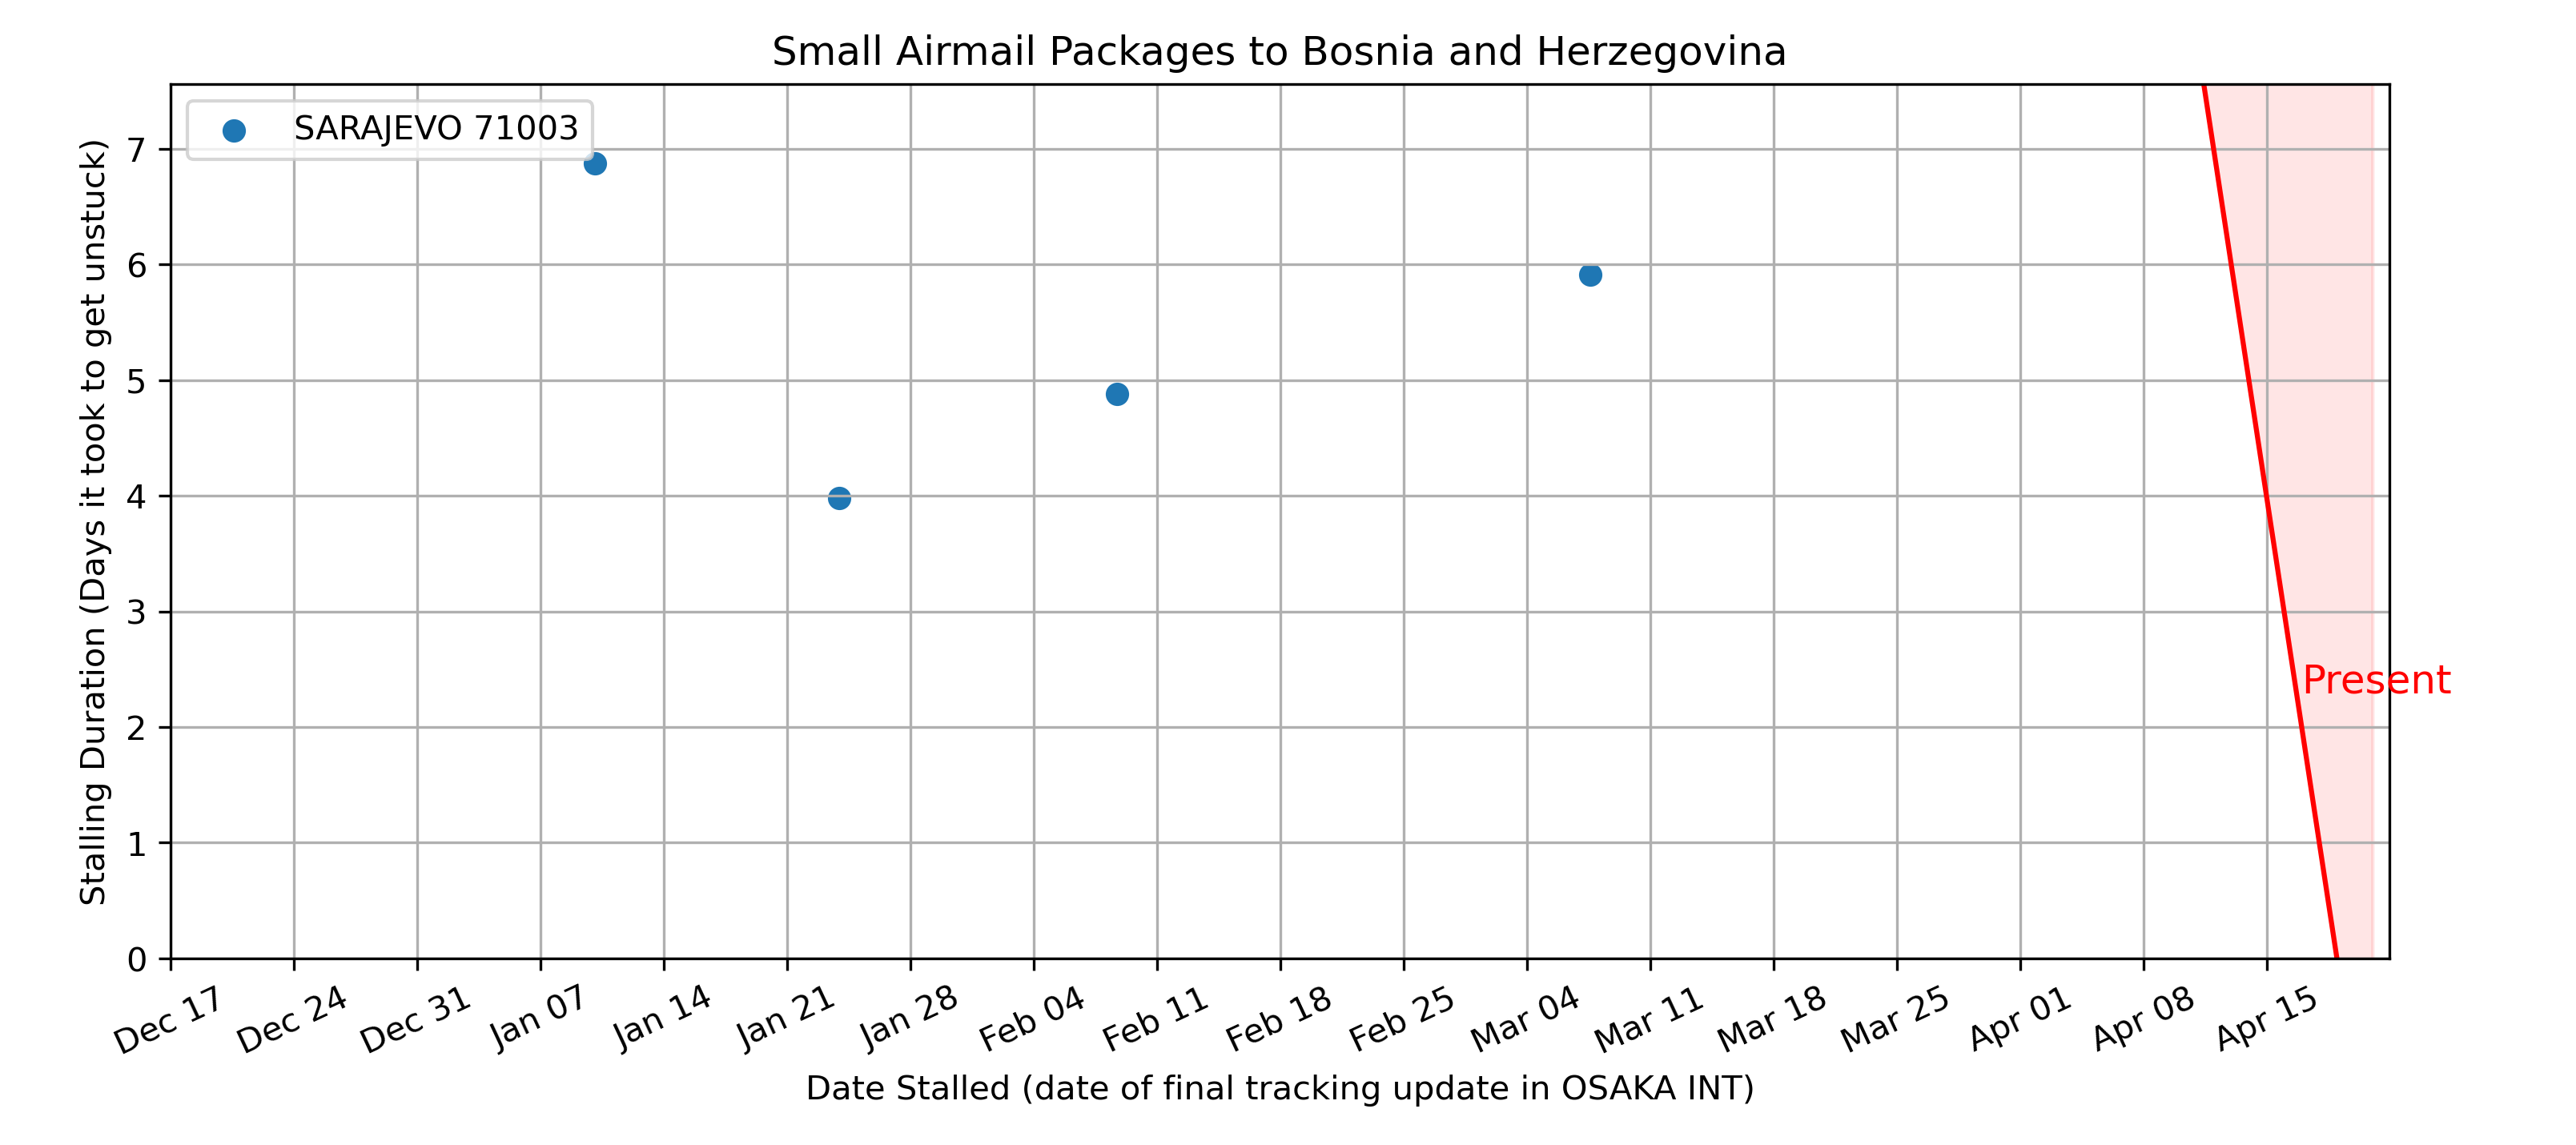 Small Airmail Packages to Bosnia and Herzegovina
SARAJEVO 71003
Stalling Duration (Days it took to get unstuck)
7
6
5
4
3
2
1
0
Present
Dec 17 Dec 24 Dec 31 Jan 07 Jan 14 Jan 21 Jan 28 Feb 04 Feb 11 Feb 18 Feb 25 Mar 04 Mar 11 Mar 18 Mar 25 Apr 01 Apr 08 Apr 15
Date Stalled (date of final tracking update in OSAKA INT)